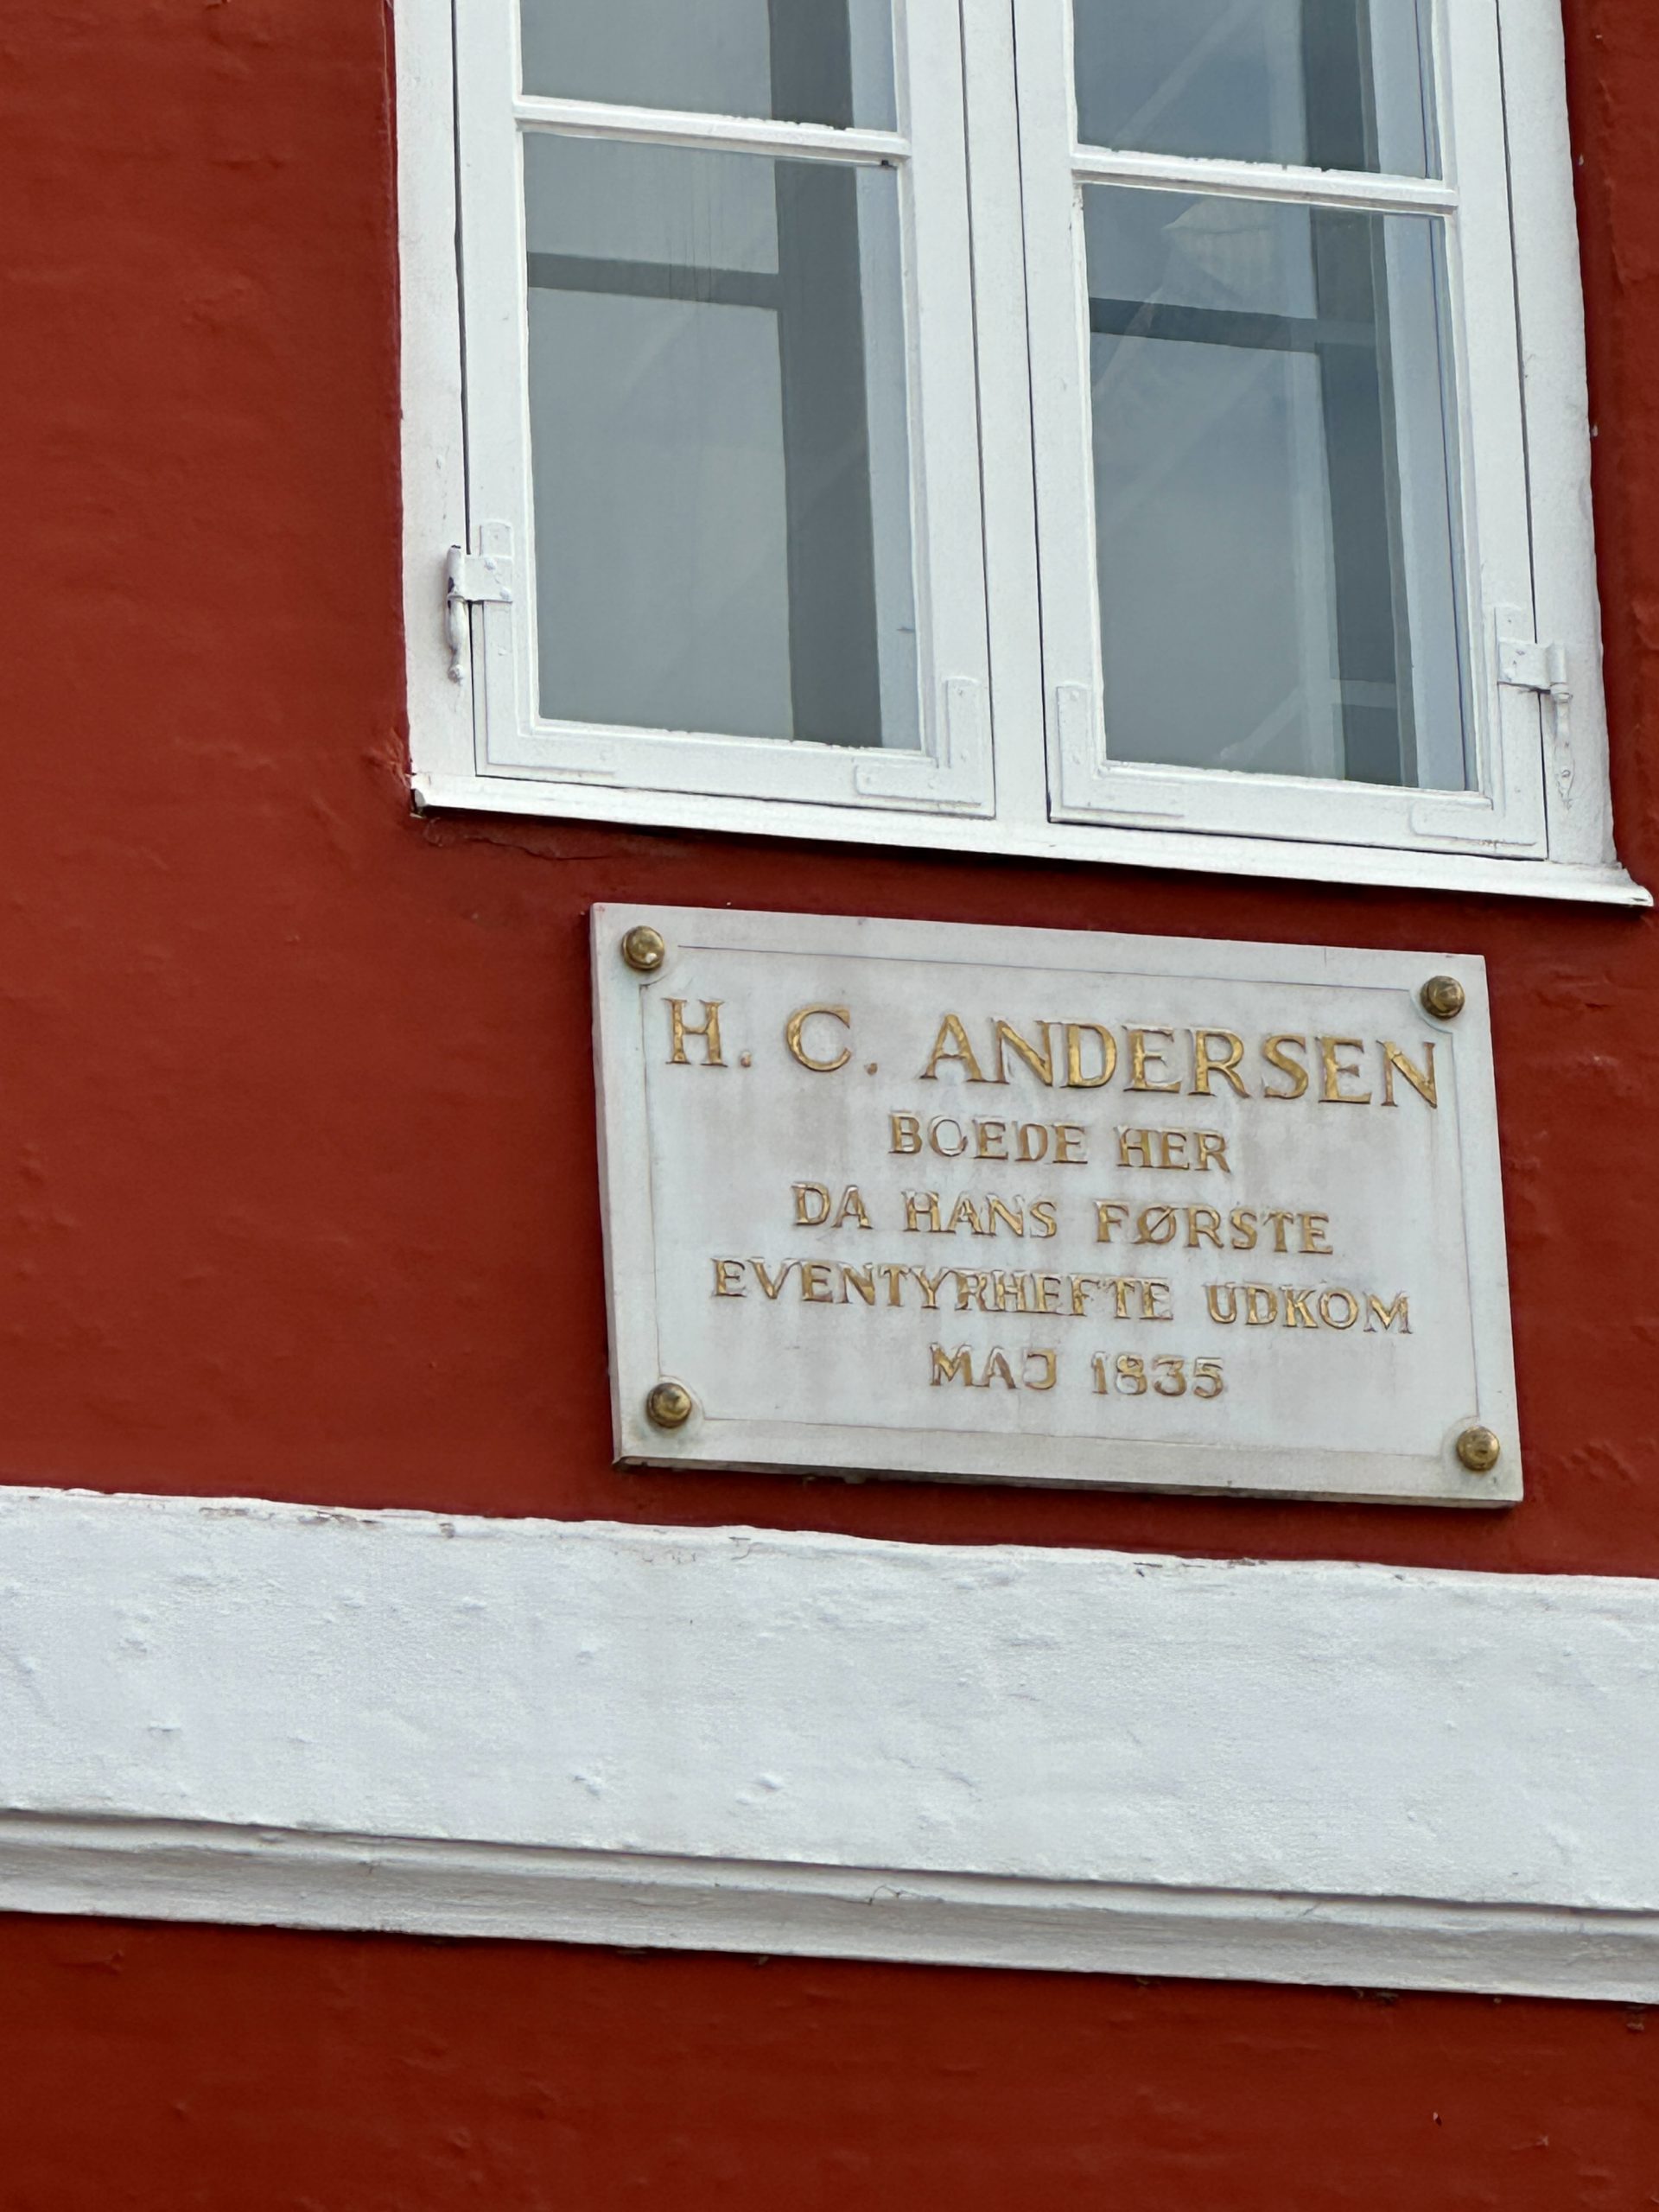 H. C. ANDERSEN
BOEDE HER
DA HANS FØRSTE
EVENTYRHEFTE UDKOM
MAJ 1835